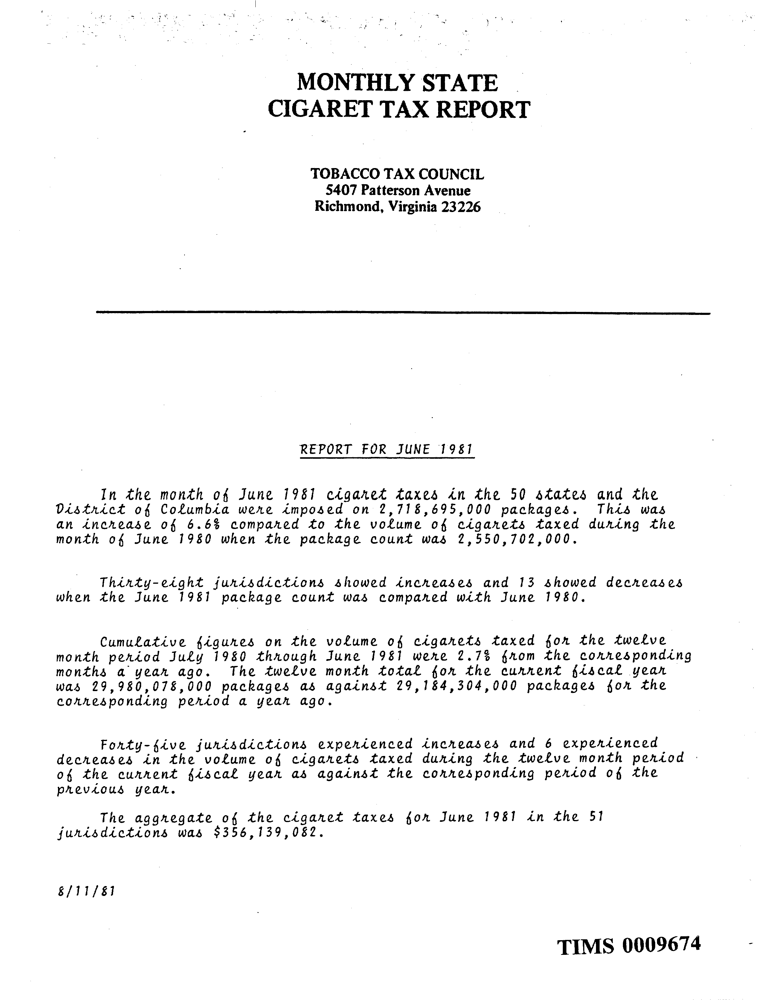 MONTHLY STATE
CIGARET TAX REPORT
TOBACCO TAX COUNCIL
5407 Patterson Avenue
Richmond, Virginia 23226
REPORT FOR JUNE 1981
In the month of June 1981 cigaret taxes in the 50 states and the
District of Columbia were imposed on 2,718,695,000 packages. This was
an increase of 6.6% compared to the volume of cigarets taxed during the
month of June 1980 when the package count was 2,550,702,000.
Thirty-eight jurisdictions showed increases and 13 showed decreases
when the June 1981 package count was compared with June 1980.
Cumulative figures on the volume of cigarets taxed for the twelve
month period July 1980 through June 1981 were 2.7% from the corresponding
months a year ago. The twelve month total for the current fiscal year
was 29,980,078,000 packages as against 29,184,304,000 packages for the
corresponding period a year ago.
Forty-five jurisdictions experienced increases and 6 experienced
decreases in the volume of cigarets taxed during the twelve month period
of the current fiscal year as against the corresponding period of the
previous year.
The aggregate of the cigaret taxes for June 1981 in the 51
jurisdictions was $356,139,082.
8/11/81
TIMS 0009674